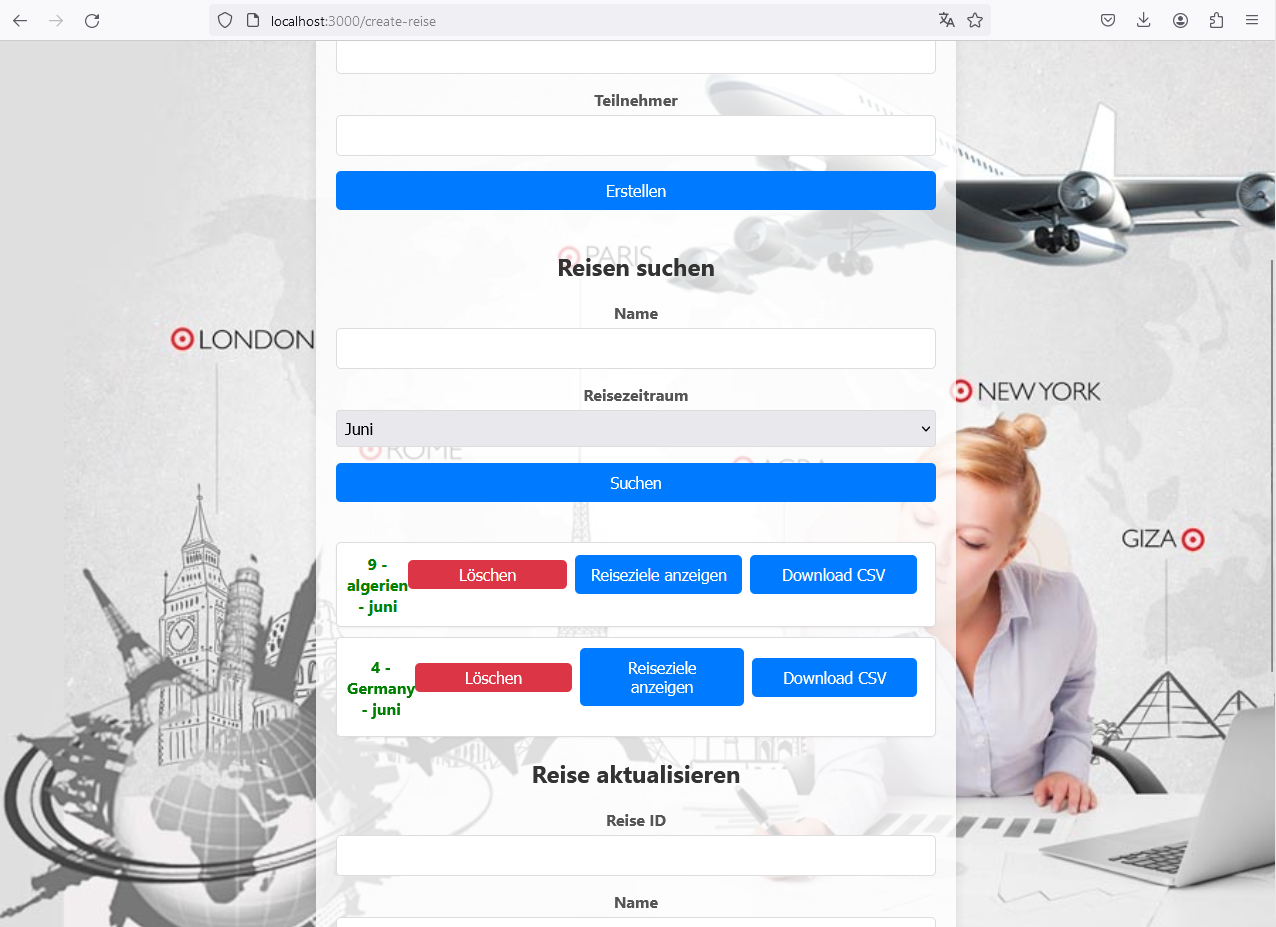 localhost:3000/create-reise
Teilnehmer
Erstellen
PARIS
Reisen suchen
LONDON
Name
NEW YORK
Reisezeitraum
Juni
ROME
AGRA
Suchen
GIZA
9 -
algerien
- juni
Löschen
Reiseziele anzeigen
Download CSV
4 -
Germany
- juni
Löschen
Reiseziele
anzeigen
Download CSV
Reise aktualisieren
Reise ID
Name